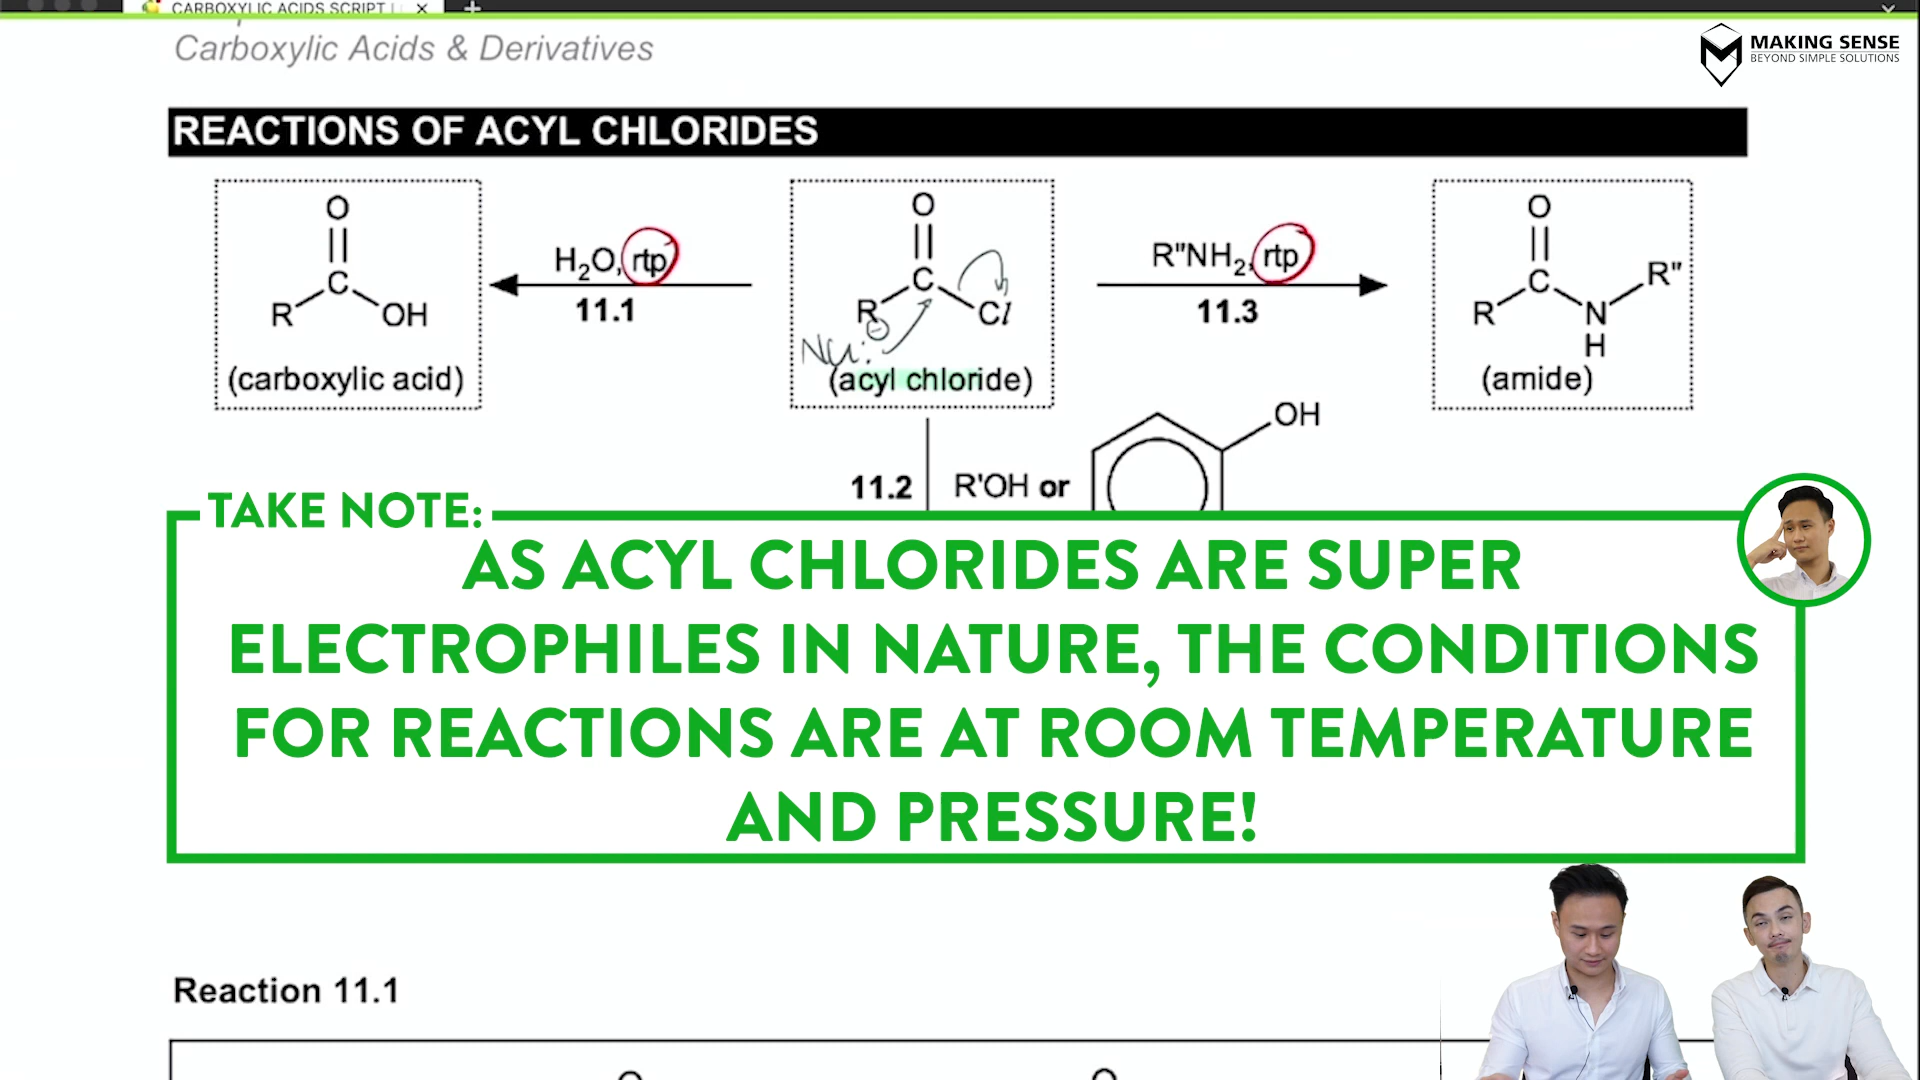 CARBOXYLIC ACIDS SCRIPT
Carboxylic Acids & Derivatives
MAKING SENSE
BEYOND SIMPLE SOLUTIONS
REACTIONS OF ACYL CHLORIDES
O
C
R OH
(carboxylic acid)
H₂O, rtp
11.1
O
C
R Cl
Nu:
⊖
(acyl chloride)
R"NH₂, rtp
11.3
O
C
R N R"
H
(amide)
11.2 R'OH or
OH
TAKE NOTE:
AS ACYL CHLORIDES ARE SUPER
ELECTROPHILES IN NATURE, THE CONDITIONS
FOR REACTIONS ARE AT ROOM TEMPERATURE
AND PRESSURE!
Reaction 11.1